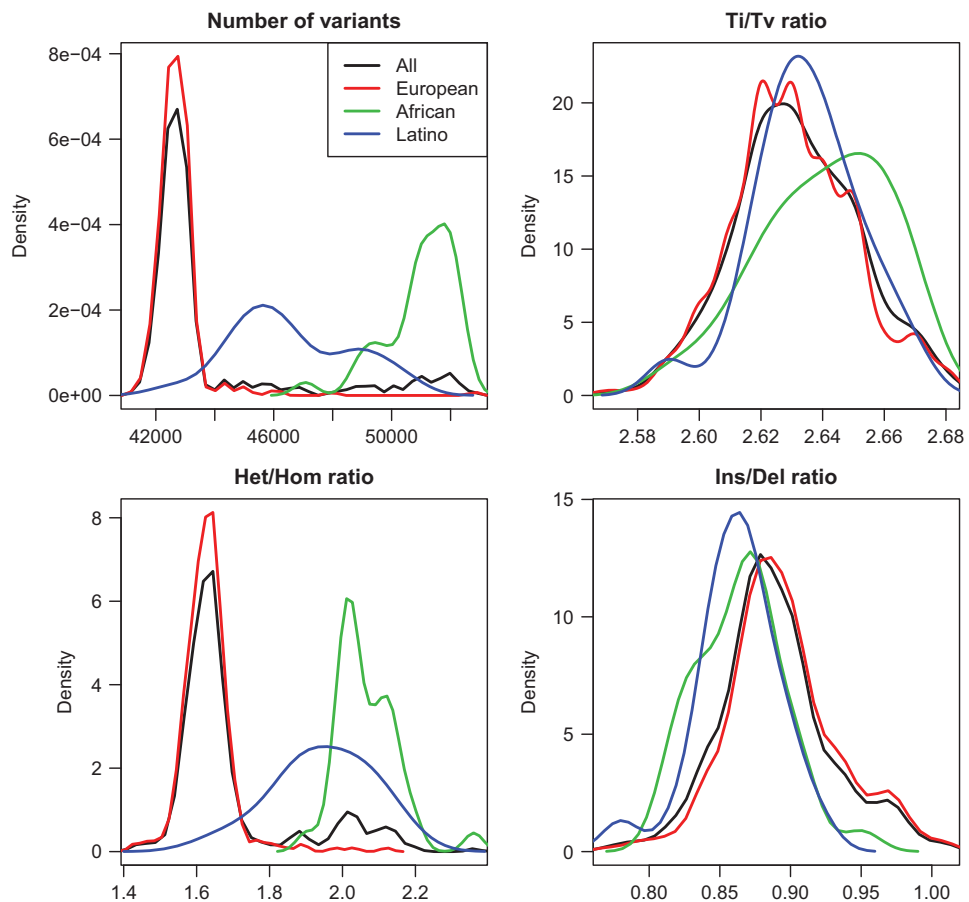 Number of variants
8e−04
6e−04
4e−04
2e−04
0e+00
Density
42000 46000 50000
All
European
African
Latino
Ti/Tv ratio
20
15
10
5
0
Density
2.58 2.60 2.62 2.64 2.66 2.68
Het/Hom ratio
8
6
4
2
0
Density
1.4 1.6 1.8 2.0 2.2
Ins/Del ratio
15
10
5
0
Density
0.80 0.85 0.90 0.95 1.00